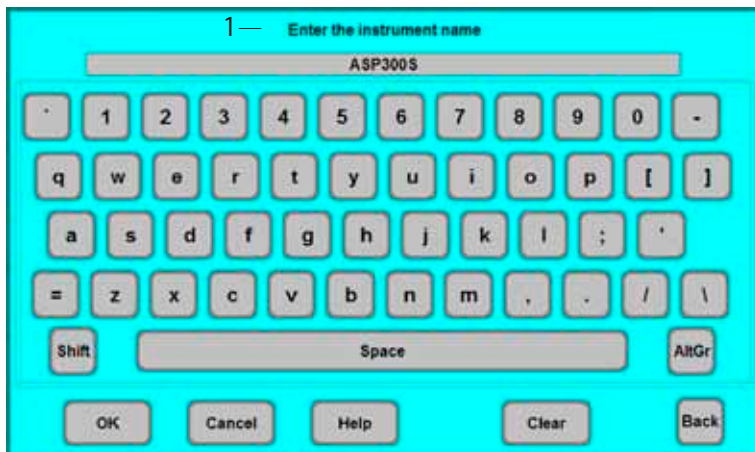 1— Enter the instrument name
ASP300S
` 1 2 3 4 5 6 7 8 9 0 -
q w e r t y u i o p [ ]
a s d f g h j k l ; '
= z x c v b n m , . / \
Shift Space AltGr
OK Cancel Help Clear Back